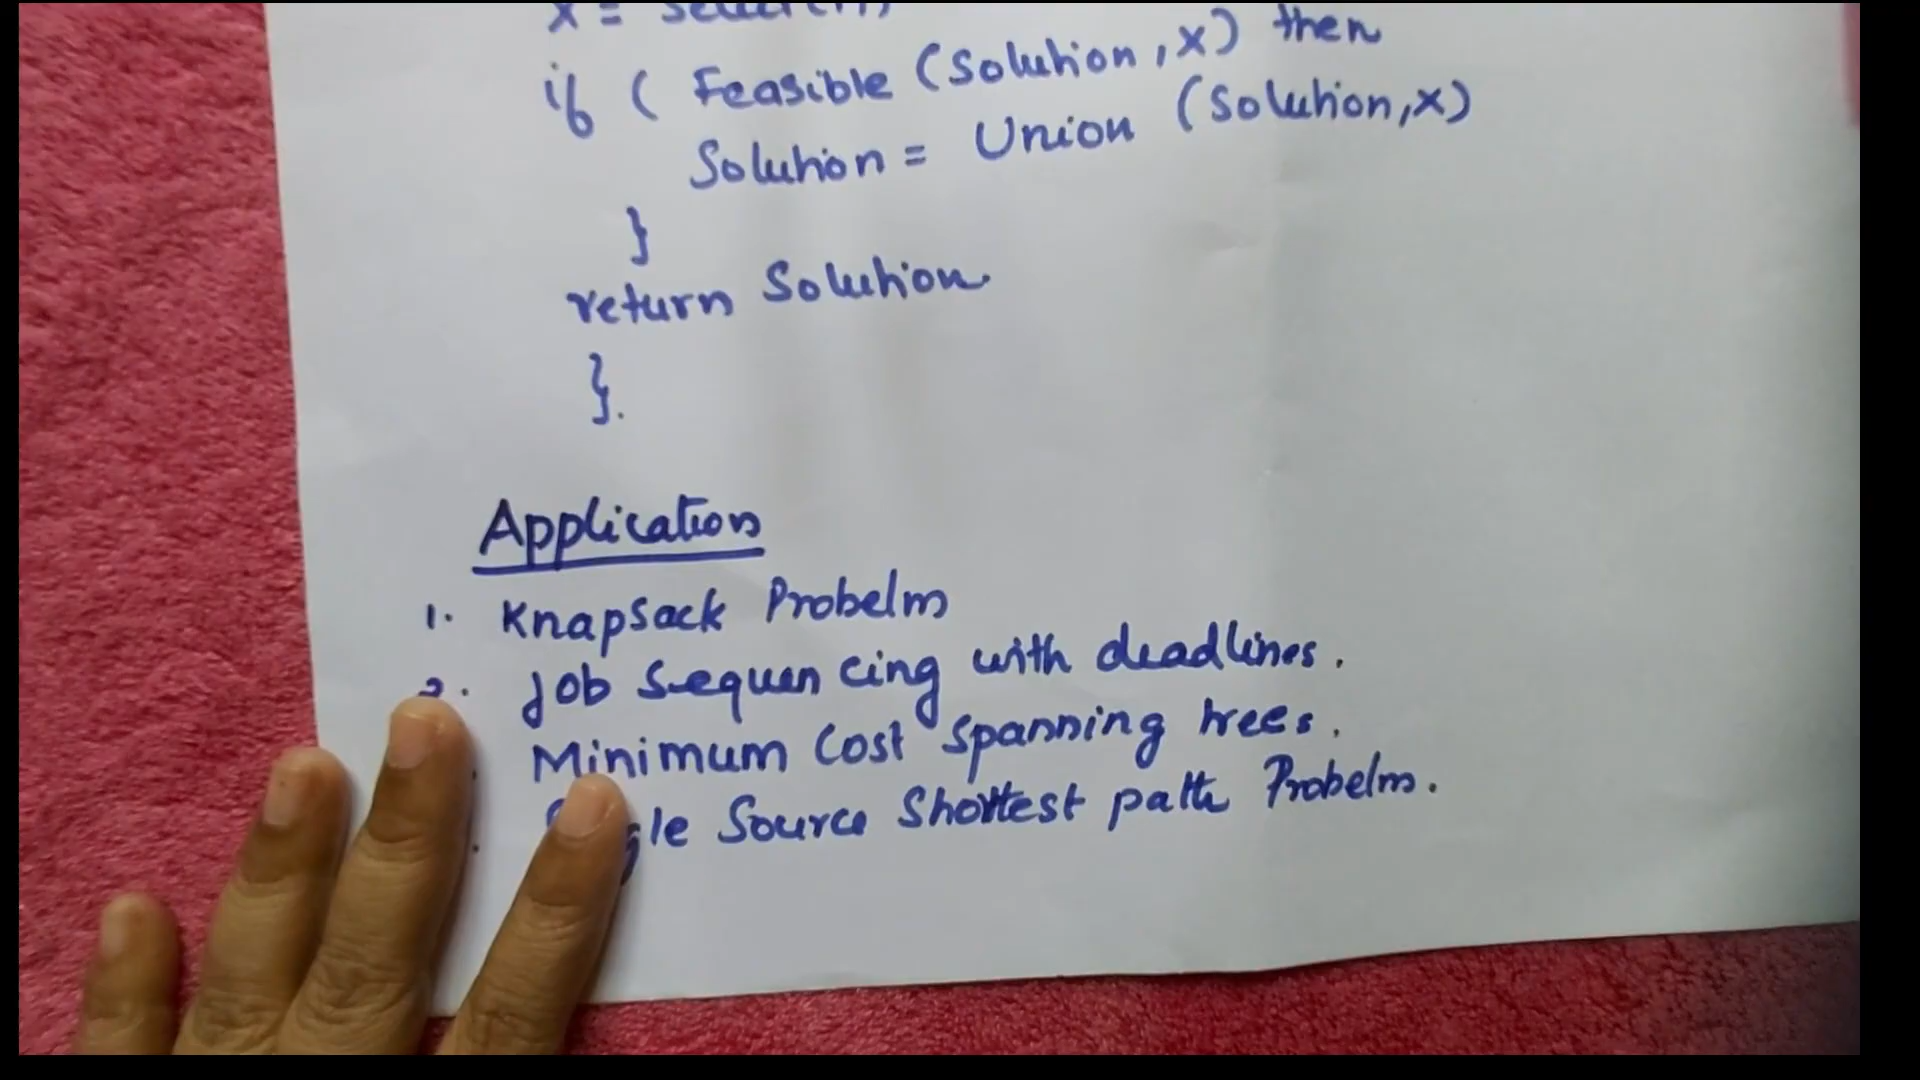 x =
if ( Feasible (Solution, x) then
Solution = Union (Solution, x)
}
return Solution
}.
Application
1. Knapsack Probelm
2. Job Sequencing with deadlines.
Minimum Cost Spanning trees.
Source Shortest path Probelm.